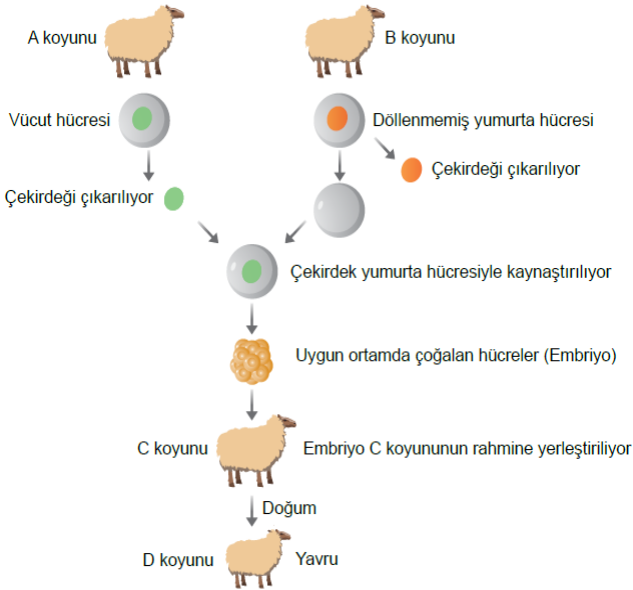 A koyunu
B koyunu
Vücut hücresi
Döllenmemiş yumurta hücresi
Çekirdeği çıkarılıyor
Çekirdeği çıkarılıyor
Çekirdek yumurta hücresiyle kaynaştırılıyor
Uygun ortamda çoğalan hücreler (Embriyo)
C koyunu
Embriyo C koyununun rahmine yerleştiriliyor
Doğum
D koyunu
Yavru